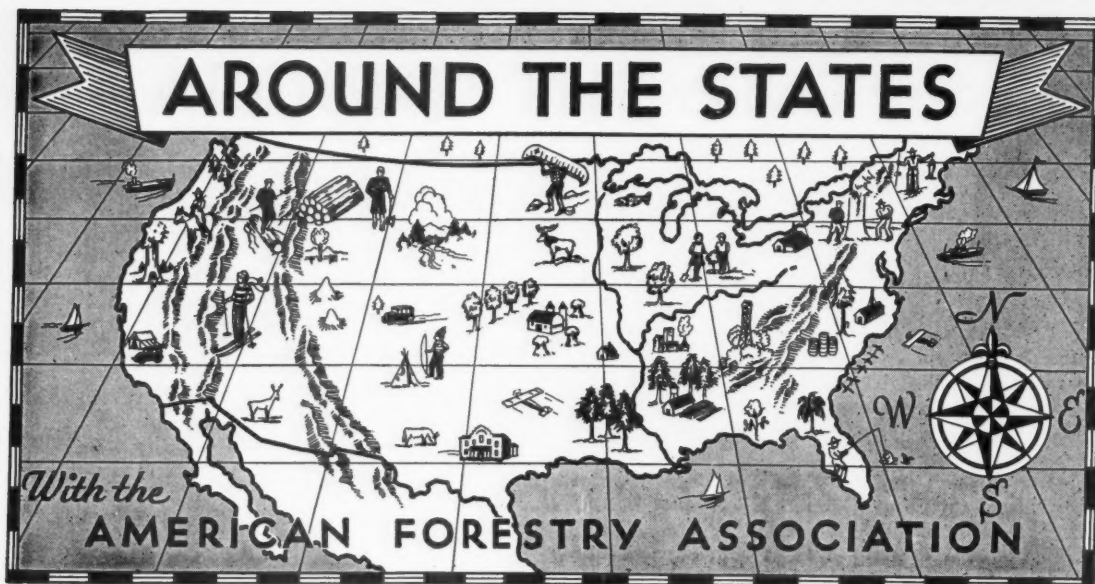 AROUND THE STATES
N
W
E
S
With the
AMERICAN FORESTRY ASSOCIATION